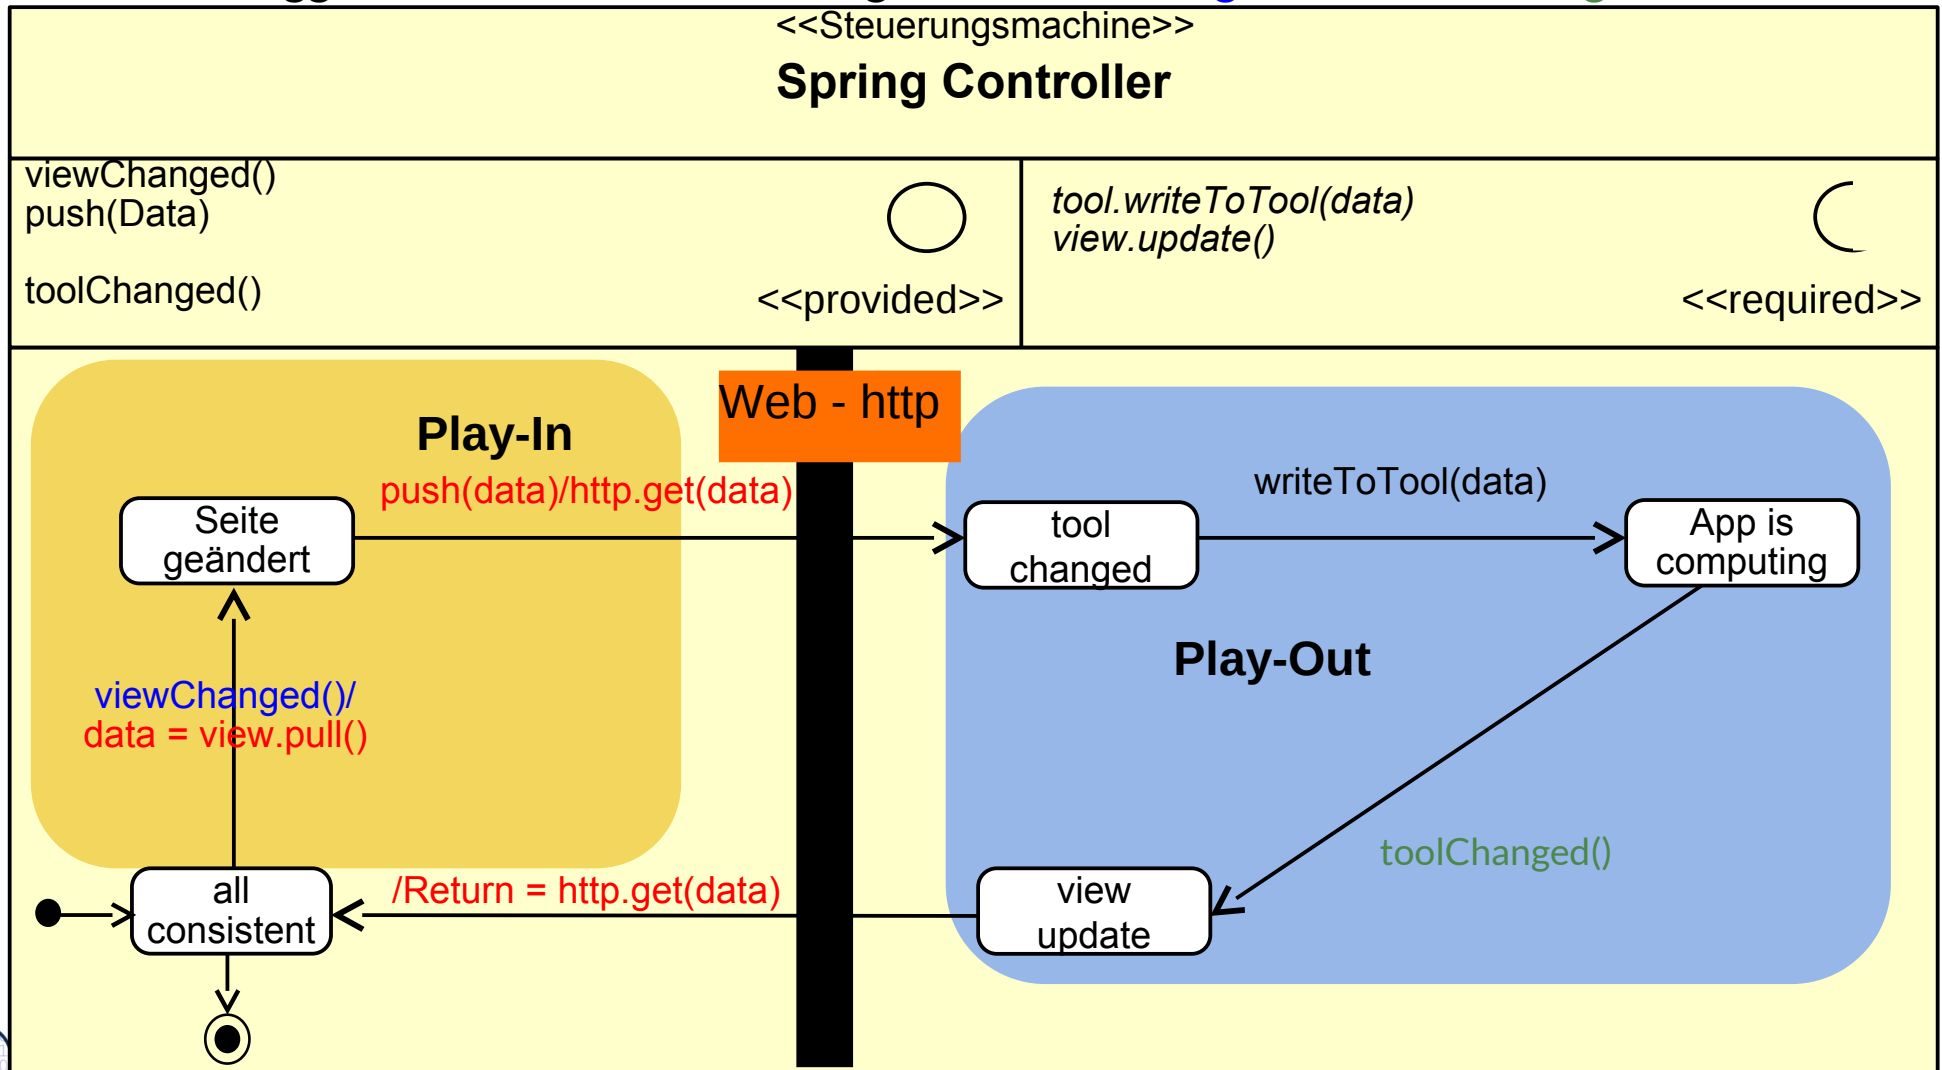 <<Steuerungsmachine>>
Spring Controller
viewChanged()
push(Data)
toolChanged()
<<provided>>
tool.writeToTool(data)
view.update()
<<required>>
Web - http
Play-In
push(data)/http.get(data)
Seite
geändert
tool
changed
writeToTool(data)
App is
computing
Play-Out
viewChanged()/
data = view.pull()
toolChanged()
all
consistent
/Return = http.get(data)
view
update